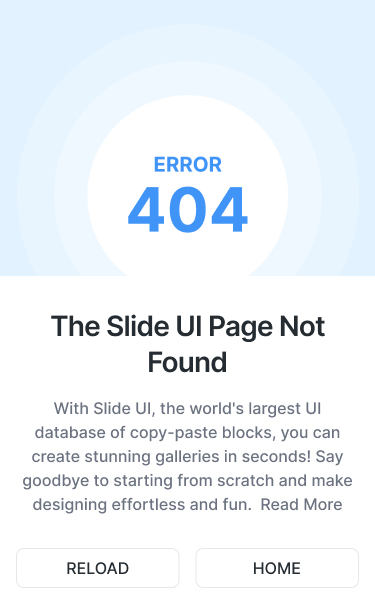 ERROR
404
The Slide UI Page Not
Found
With Slide UI, the world's largest UI
database of copy-paste blocks, you can
create stunning galleries in seconds! Say
goodbye to starting from scratch and make
designing effortless and fun.  Read More
RELOAD
HOME